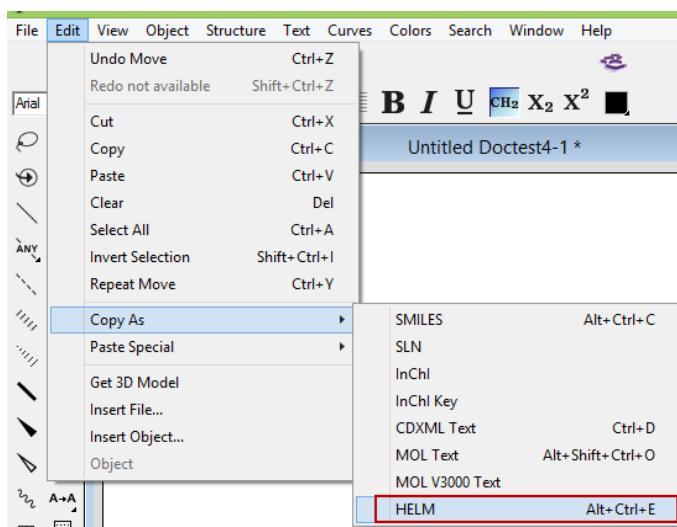 File Edit View Object Structure Text Curves Colors Search Window Help
Undo Move Ctrl+Z
Redo not available Shift+Ctrl+Z
Arial B I U CH₂ X₂ X²
Cut Ctrl+X
Copy Ctrl+C
Untitled Doctest4-1 *
Paste Ctrl+V
Clear Del
Select All Ctrl+A
ANY
Invert Selection Shift+Ctrl+I
Repeat Move Ctrl+Y
Copy As
Paste Special
Get 3D Model
Insert File...
Insert Object...
Object
A→A
SMILES Alt+Ctrl+C
SLN
InChI
InChI Key
CDXML Text Ctrl+D
MOL Text Alt+Shift+Ctrl+O
MOL V3000 Text
HELM Alt+Ctrl+E